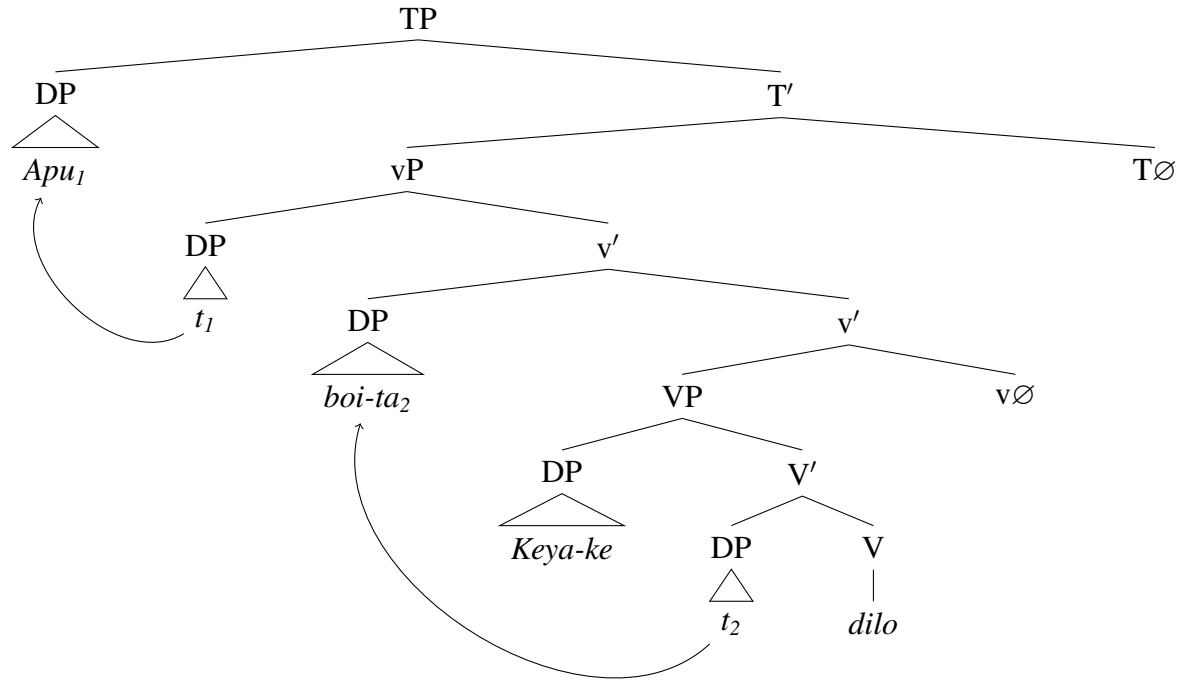 TP
DP T′
Apu₁ vP T∅
DP v′
t₁ DP v′
boi-ta₂ VP v∅
DP V′
Keya-ke DP V
t₂ dilo